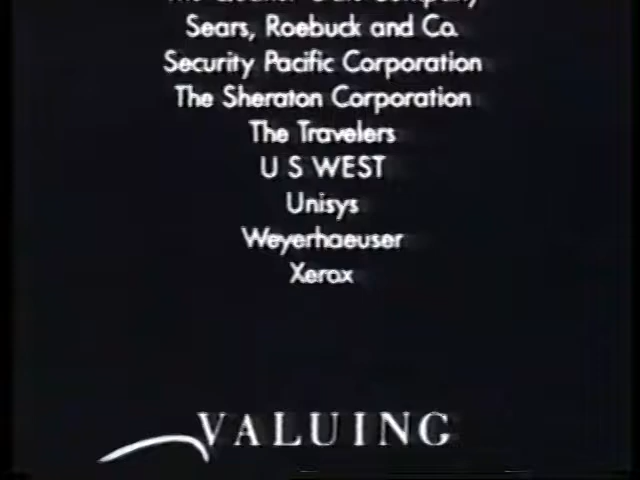 Sears, Roebuck and Co.
Security Pacific Corporation
The Sheraton Corporation
The Travelers
U S WEST
Unisys
Weyerhaeuser
Xerox
VALUING